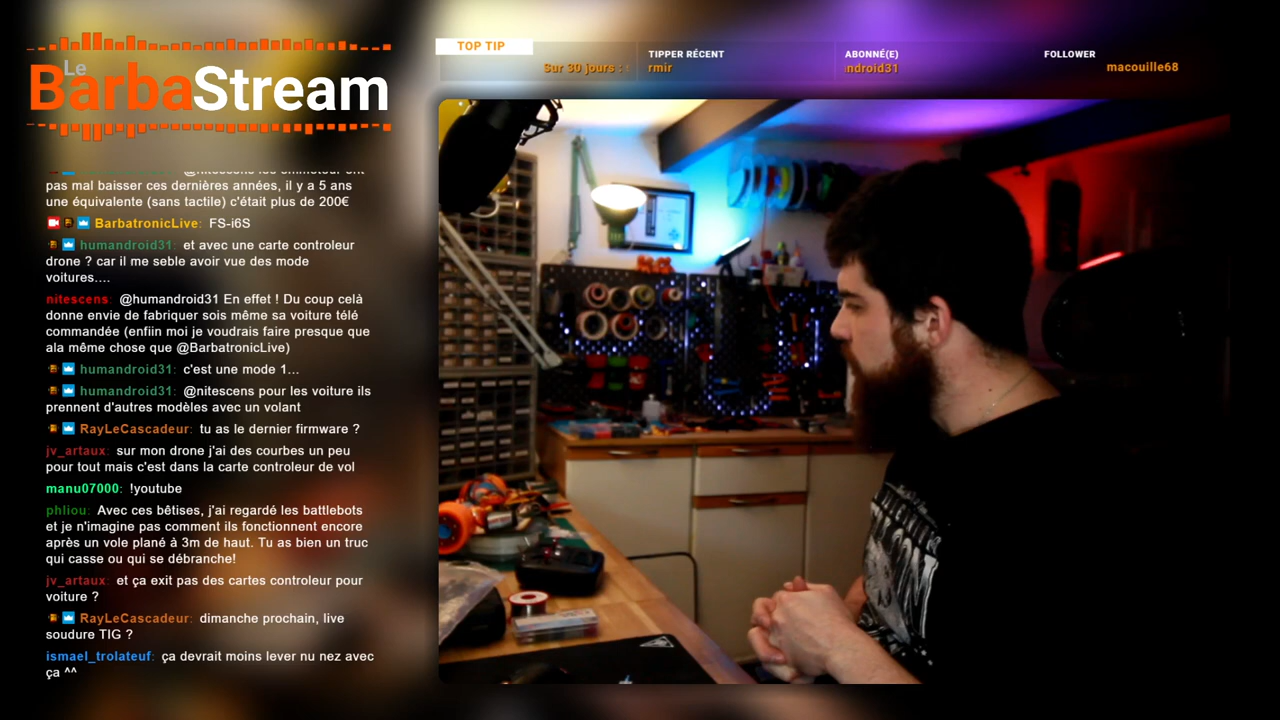 Le
BarbaStream
TOP TIP
Sur 30 jours :
TIPPER RÉCENT
rmir
ABONNÉ(E)
android31
FOLLOWER
macouille68
pas mal baisser ces dernières années, il y a 5 ans
une équivalente (sans tactile) c'était plus de 200€
BarbatronicLive: FS-i6S
humandroid31: et avec une carte controleur
drone ? car il me seble avoir vue des mode
voitures....
nitescens: @humandroid31 En effet ! Du coup celà
donne envie de fabriquer sois même sa voiture télé
commandée (enfiin moi je voudrais faire presque que
ala même chose que @BarbatronicLive)
humandroid31: c'est une mode 1...
humandroid31: @nitescens pour les voiture ils
prennent d'autres modèles avec un volant
RayLeCascadeur: tu as le dernier firmware ?
jv_artaux: sur mon drone j'ai des courbes un peu
pour tout mais c'est dans la carte controleur de vol
manu07000: !youtube
phliou: Avec ces bêtises, j'ai regardé les battlebots
et je n'imagine pas comment ils fonctionnent encore
après un vole plané à 3m de haut. Tu as bien un truc
qui casse ou qui se débranche!
jv_artaux: et ça exit pas des cartes controleur pour
voiture ?
RayLeCascadeur: dimanche prochain, live
soudure TIG ?
ismael_trolateuf: ça devrait moins lever nu nez avec
ça ^^